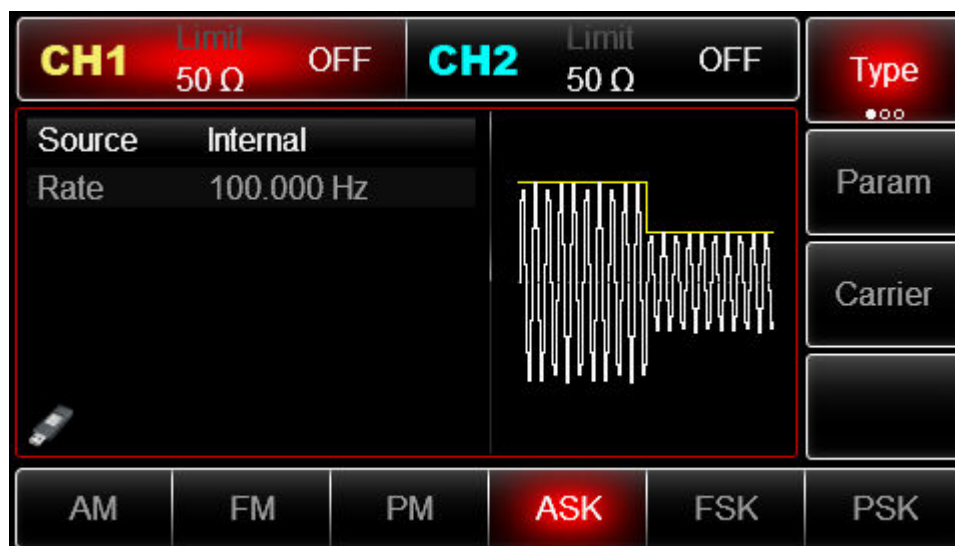 CH1 Limit 50 Ω OFF
CH2 Limit 50 Ω OFF
Type
Source Internal
Rate 100.000 Hz
Param
Carrier
AM FM PM ASK FSK PSK